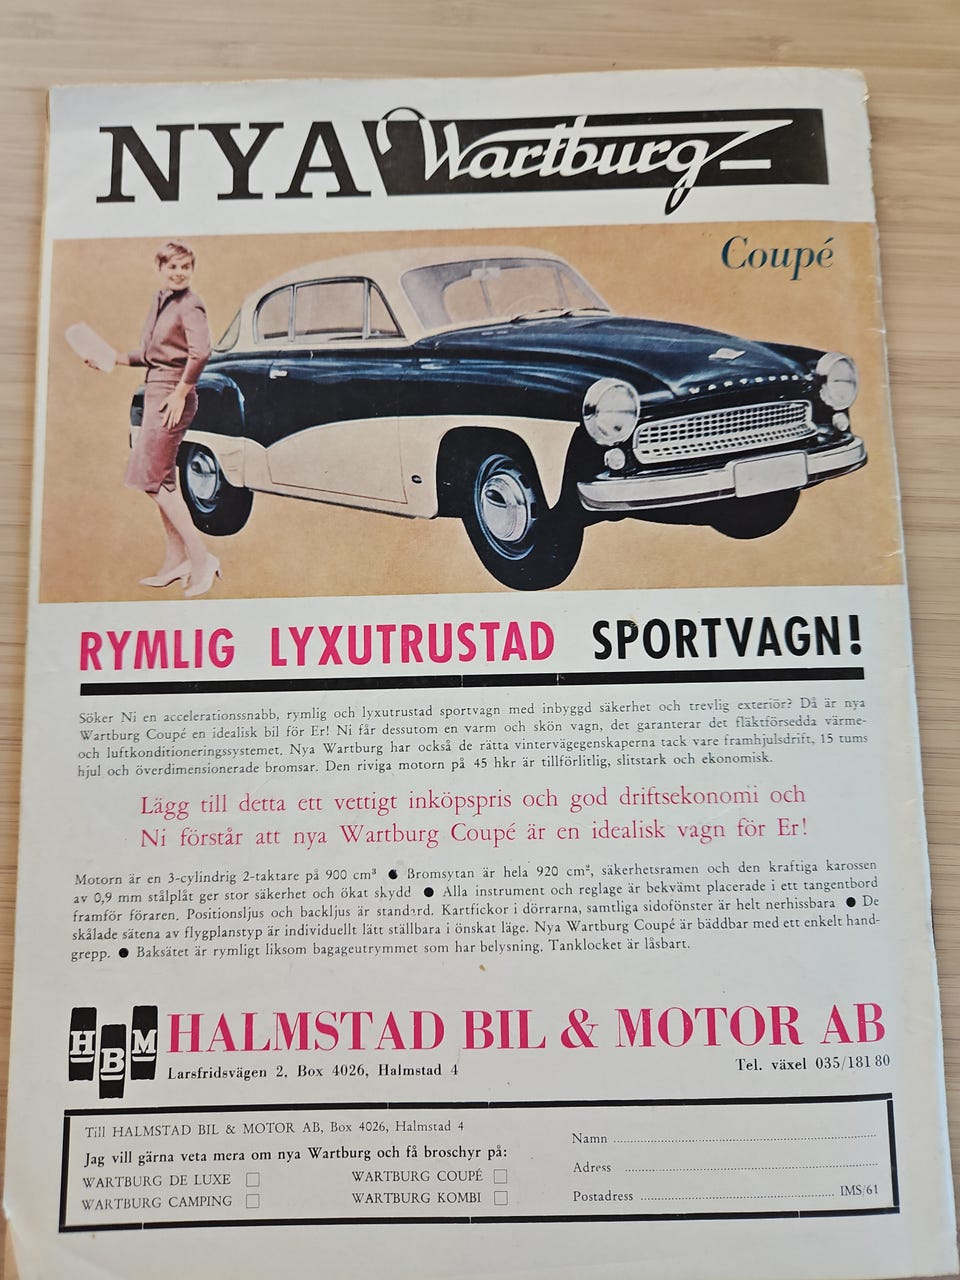 NYA Wartburg
Coupé
WARTBURG
RYMLIG LYXUTRUSTAD SPORTVAGN!
Söker Ni en accelerationssnabb, rymlig och lyxutrustad sportvagn med inbyggd säkerhet och trevlig exteriör? Då är nya
Wartburg Coupé en idealisk bil för Er! Ni får dessutom en varm och skön vagn, det garanterar det fläktförsedda värme-
och luftkonditioneringssystemet. Nya Wartburg har också de rätta vintervägegenskaperna tack vare framhjulsdrift, 15 tums
hjul och överdimensionerade bromsar. Den riviga motorn på 45 hkr är tillförlitlig, slitstark och ekonomisk.
Lägg till detta ett vettigt inköpspris och god driftsekonomi och
Ni förstår att nya Wartburg Coupé är en idealisk vagn för Er!
Motorn är en 3-cylindrig 2-taktare på 900 cm³ ● Bromsytan är hela 920 cm², säkerhetsramen och den kraftiga karossen
av 0,9 mm stålplåt ger stor säkerhet och ökat skydd ● Alla instrument och reglage är bekvämt placerade i ett tangentbord
framför föraren. Positionsljus och backljus är standard. Kartfickor i dörrarna, samtliga sidofönster är helt nerhissbara ● De
skålade sätena av flygplanstyp är individuellt lätt ställbara i önskat läge. Nya Wartburg Coupé är bäddbar med ett enkelt hand-
grepp. ● Baksätet är rymligt liksom bagageutrymmet som har belysning. Tanklocket är låsbart.
HBM HALMSTAD BIL & MOTOR AB
Larsfridsvägen 2, Box 4026, Halmstad 4 Tel. växel 035/181 80
Till HALMSTAD BIL & MOTOR AB, Box 4026, Halmstad 4
Jag vill gärna veta mera om nya Wartburg och få broschyr på:
WARTBURG DE LUXE □ WARTBURG COUPÉ □
WARTBURG CAMPING □ WARTBURG KOMBI □
Namn
Adress
Postadress IMS/61